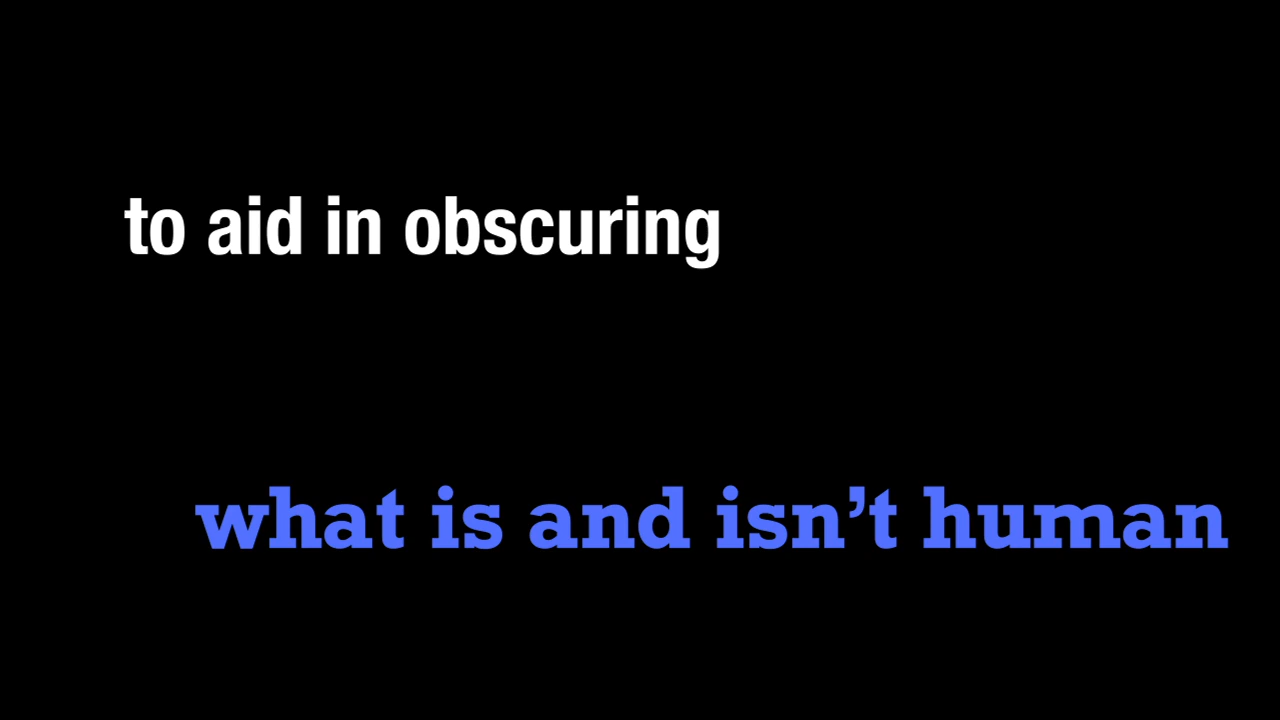 to aid in obscuring
what is and isn’t human